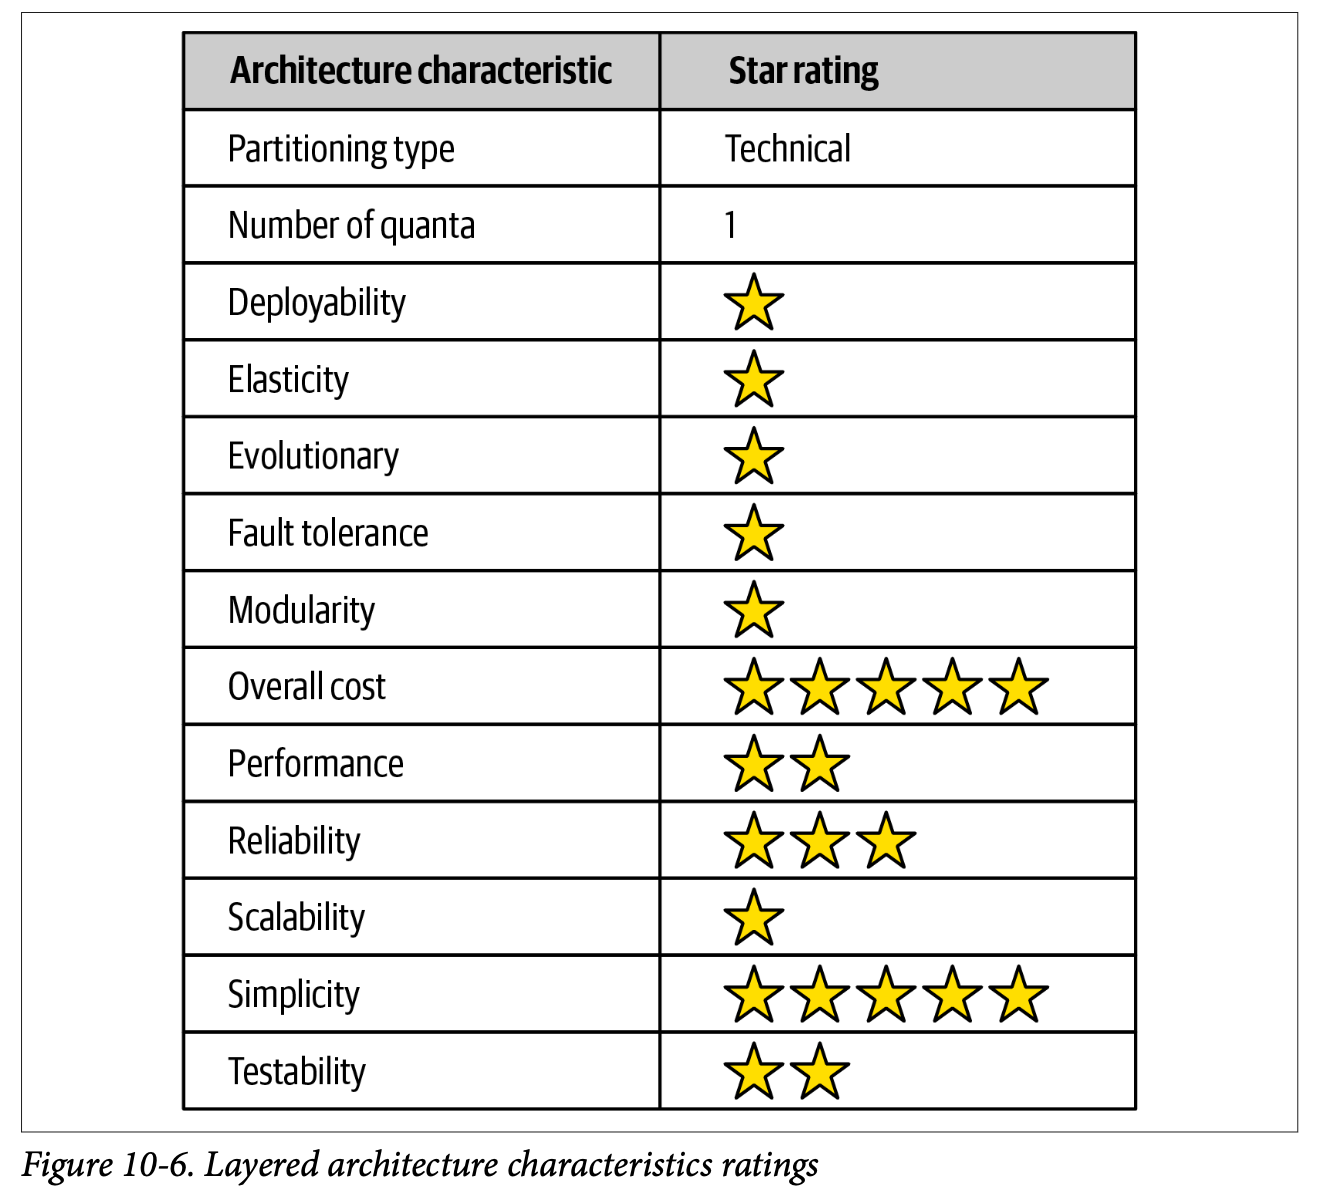 Architecture characteristic Star rating
Partitioning type Technical
Number of quanta 1
Deployability
Elasticity
Evolutionary
Fault tolerance
Modularity
Overall cost
Performance
Reliability
Scalability
Simplicity
Testability
Figure 10-6. Layered architecture characteristics ratings